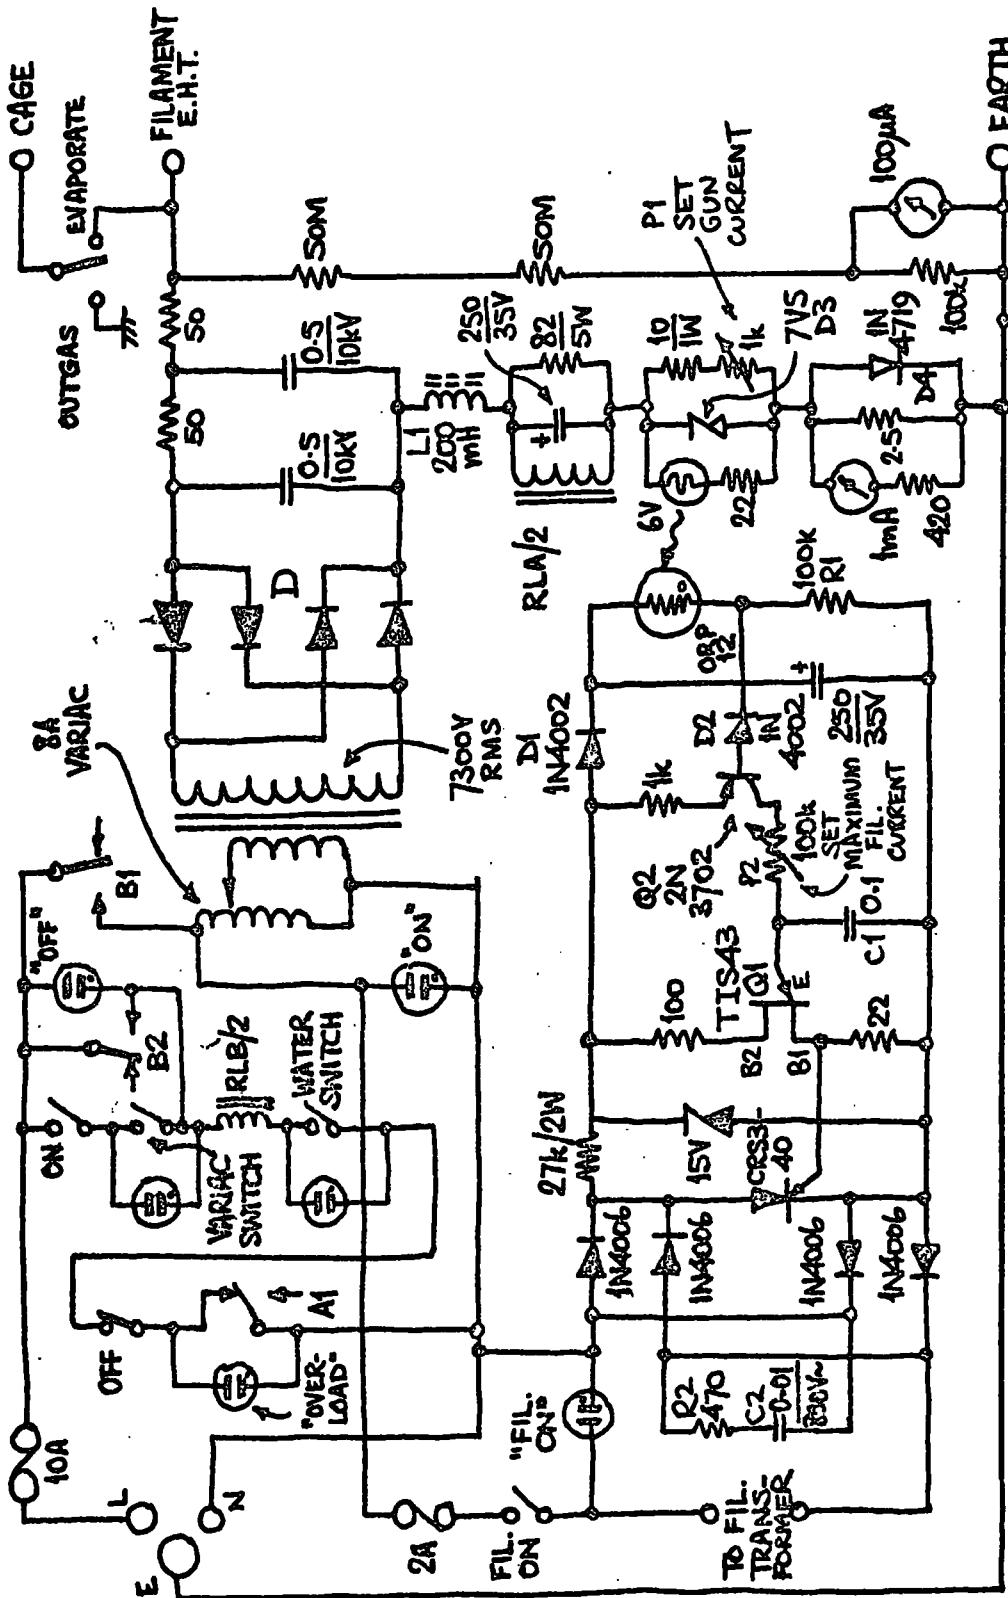 CAGE
EVAPORATE
OUTGAS
FILAMENT
E.H.T.
50
50
50M
50M
0.5
10kV
0.5
10kV
D
8A
VARIAC
7300V
RMS
B1
"OFF"
B2
"ON"
ON
VARIAC
SWITCH
RLB/2
WATER
SWITCH
OFF
A1
"OVER-
LOAD"
10A
L
N
E
L1
200
mH
250
35V
82
5W
RLA/2
6V
22
10
1W
1k
P1
SET
GUN
CURRENT
7V5
D3
1mA
420
2.5
1N
4719
D4
100k
100µA
EARTH
D1
1N4002
ORP
12
100k
R1
D2
1N
4002
250
35V
1k
Q2
2N
3702
P2
100k
SET
MAXIMUM
FIL.
CURRENT
C1
0.1
TIS43
Q1
E
B2
B1
100
22
27k/2W
15V
CRS3-
40
1N4006
1N4006
1N4006
1N4006
R2
470
C2
0.01
"FIL.
ON"
2A
FIL.
ON
TO FIL.
TRANS-
FORMER